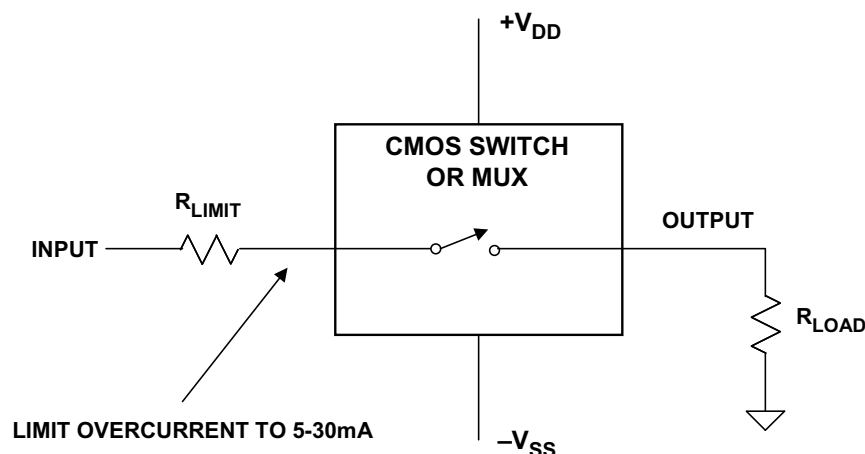 +VDD
CMOS SWITCH
OR MUX
RLIMIT
INPUT
OUTPUT
RLOAD
LIMIT OVERCURRENT TO 5-30mA
–VSS